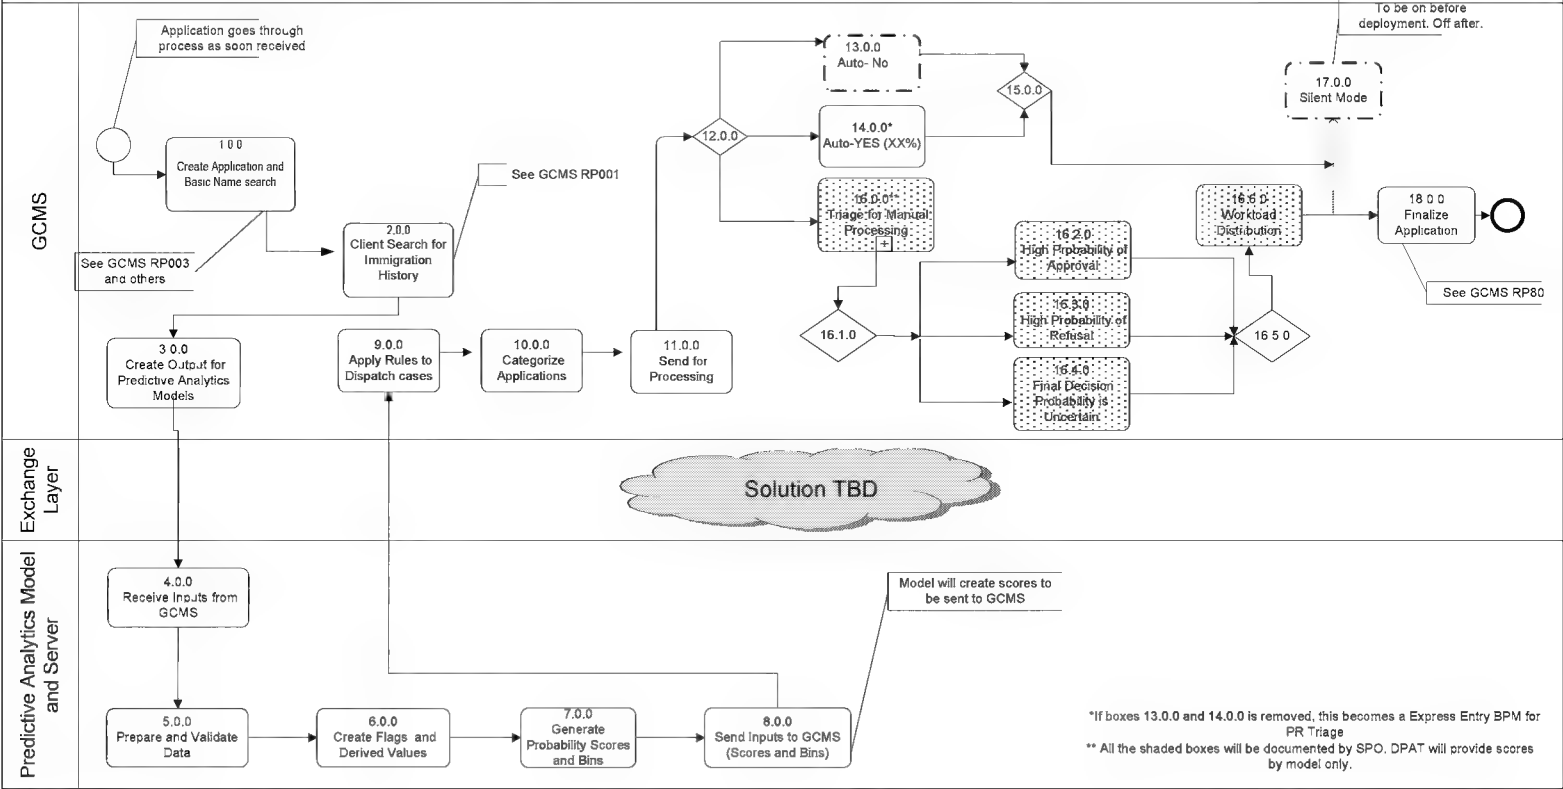 GCMS
Application goes through
process as soon received
1 0 0
Create Application and
Basic Name search
See GCMS RP003
and others
2.0.0
Client Search for
Immigration
History
See GCMS RP001
3 0.0
Create Output for
Predictive Analytics
Models
9.0.0
Apply Rules to
Dispatch cases
10.0.0
Categorize
Applications
11.0.0
Send for
Processing
12.0.0
13.0.0
Auto- No
14.0.0*
Auto-YES (XX%)
15.0.0
16.0.0**
Triage for Manual
Processing
16.1.0
16.2.0
High Probability of
Approval
16.3.0
High Probability of
Refusal
16.4.0
Final Decision
Probability is
Uncertain
16 5 0
16.6 0
Workload
Distribution
To be on before
deployment. Off after.
17.0.0
Silent Mode
18 0 0
Finalize
Application
See GCMS RP80
Exchange
Layer
Solution TBD
Predictive Analytics Model
and Server
4.0.0
Receive Inputs from
GCMS
5.0.0
Prepare and Validate
Data
6.0.0
Create Flags and
Derived Values
7.0.0
Generate
Probability Scores
and Bins
8.0.0
Send Inputs to GCMS
(Scores and Bins)
Model will create scores to
be sent to GCMS
*If boxes 13.0.0 and 14.0.0 is removed, this becomes a Express Entry BPM for
PR Triage
** All the shaded boxes will be documented by SPO. DPAT will provide scores
by model only.